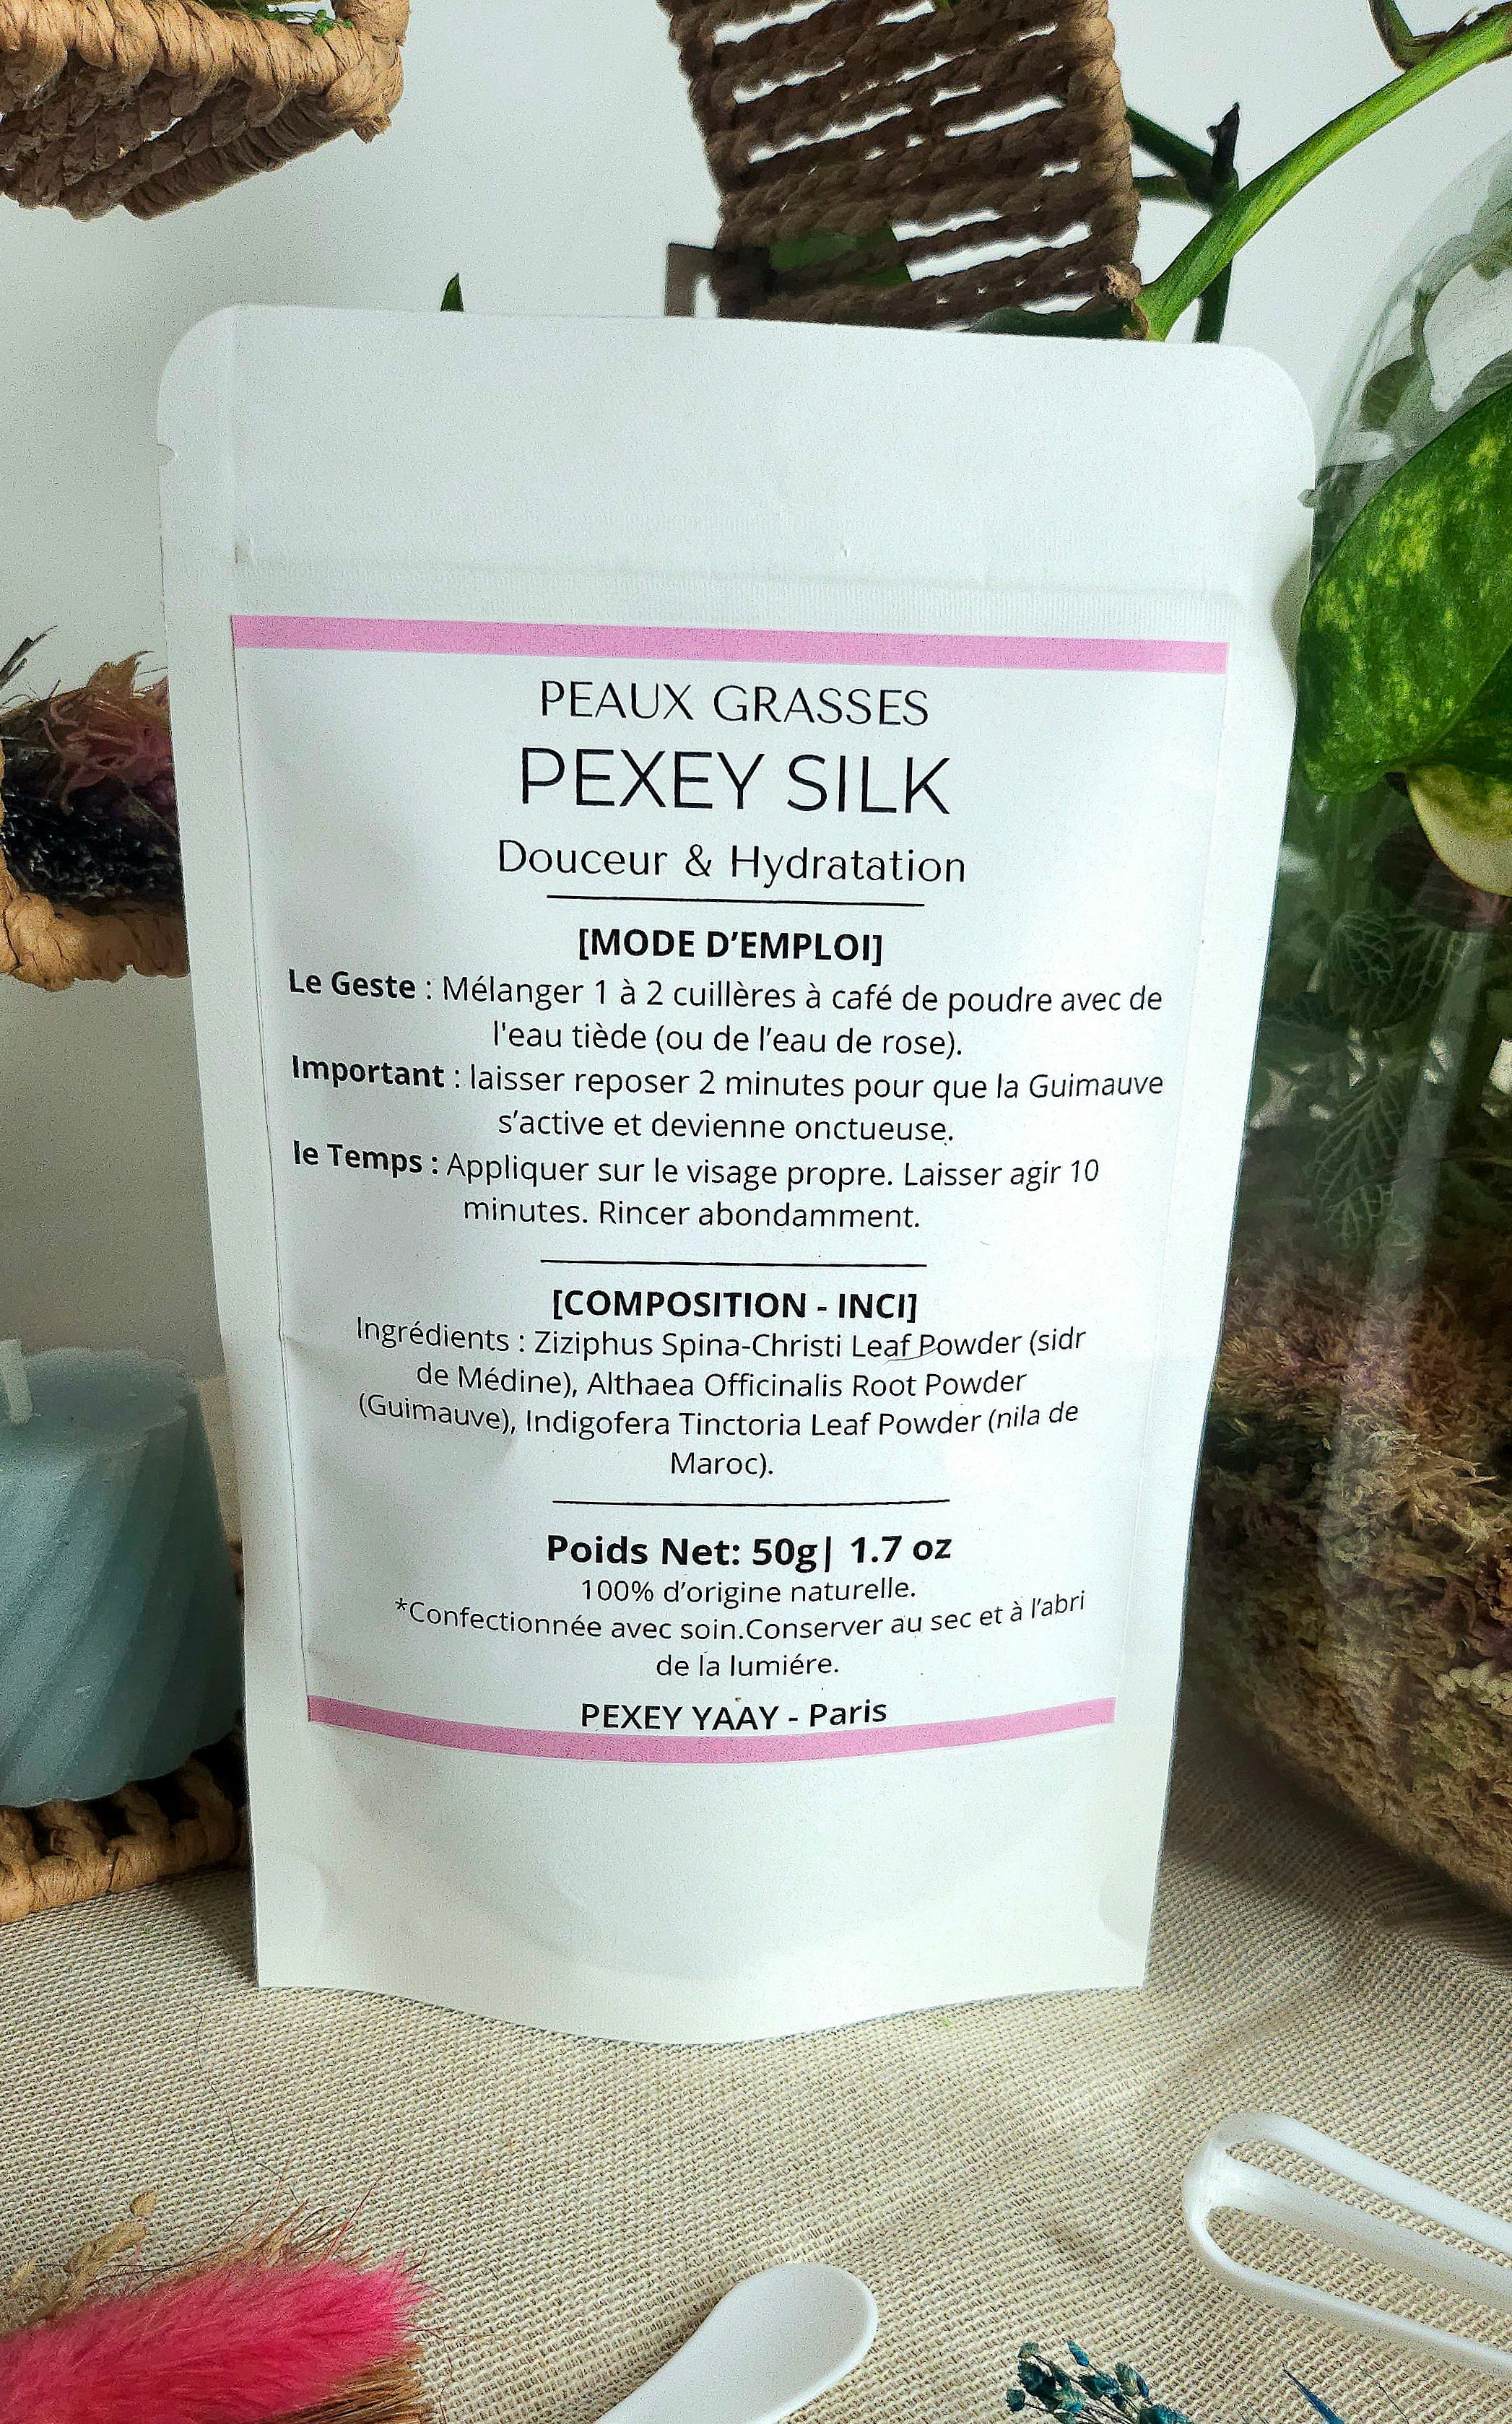 PEAUX GRASSES
PEXEY SILK
Douceur & Hydratation
[MODE D’EMPLOI]
Le Geste : Mélanger 1 à 2 cuillères à café de poudre avec de
l'eau tiède (ou de l’eau de rose).
Important : laisser reposer 2 minutes pour que la Guimauve
s’active et devienne onctueuse.
le Temps : Appliquer sur le visage propre. Laisser agir 10
minutes. Rincer abondamment.
[COMPOSITION - INCI]
Ingrédients : Ziziphus Spina-Christi Leaf Powder (sidr
de Médine), Althaea Officinalis Root Powder
(Guimauve), Indigofera Tinctoria Leaf Powder (nila de
Maroc).
Poids Net: 50g| 1.7 oz
100% d’origine naturelle.
*Confectionnée avec soin.Conserver au sec et à l’abri
de la lumiére.
PEXEY YAAY - Paris